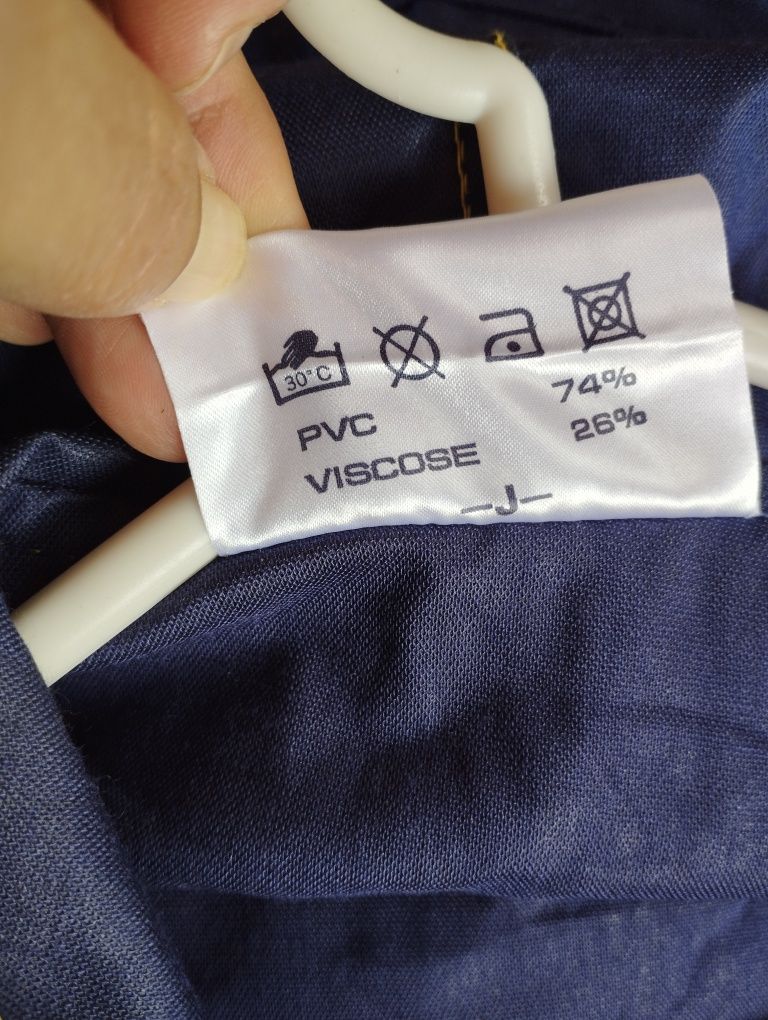 30°C
PVC 74%
VISCOSE 26%
—J—